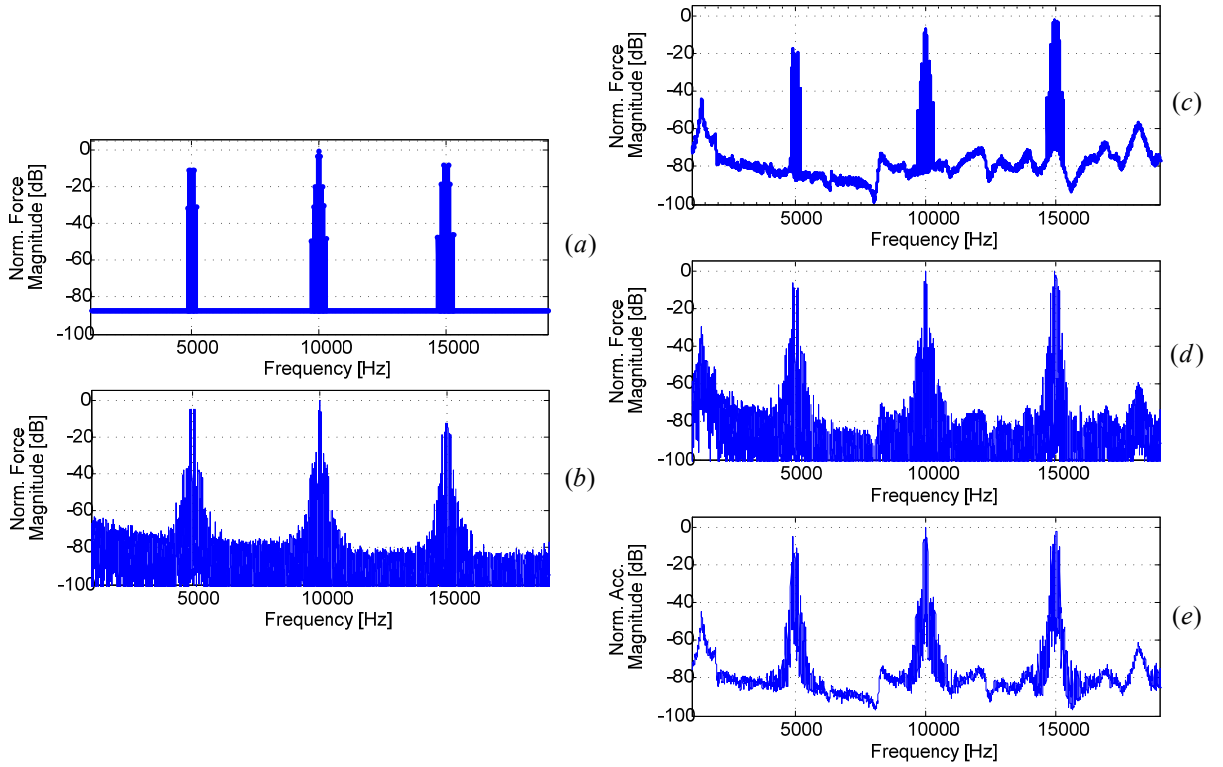 0
-20
-40
-60
-80
-100
Norm. Force
Magnitude [dB]
5000
10000
15000
Frequency [Hz]
(a)
0
-20
-40
-60
-80
-100
Norm. Force
Magnitude [dB]
5000
10000
15000
Frequency [Hz]
(b)
0
-20
-40
-60
-80
-100
Norm. Force
Magnitude [dB]
5000
10000
15000
Frequency [Hz]
(c)
0
-20
-40
-60
-80
-100
Norm. Force
Magnitude [dB]
5000
10000
15000
Frequency [Hz]
(d)
0
-20
-40
-60
-80
-100
Norm. Acc.
Magnitude [dB]
5000
10000
15000
Frequency [Hz]
(e)